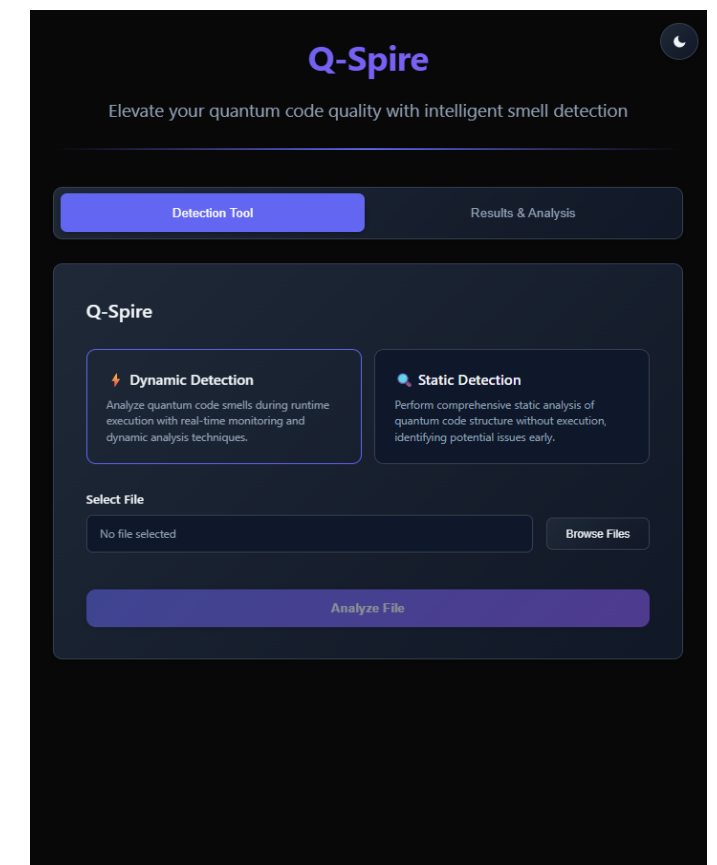 Q-Spire
Elevate your quantum code quality with intelligent smell detection
Detection Tool
Results & Analysis
Q-Spire
Dynamic Detection
Analyze quantum code smells during runtime
execution with real-time monitoring and
dynamic analysis techniques.
Static Detection
Perform comprehensive static analysis of
quantum code structure without execution,
identifying potential issues early.
Select File
No file selected
Browse Files
Analyze File